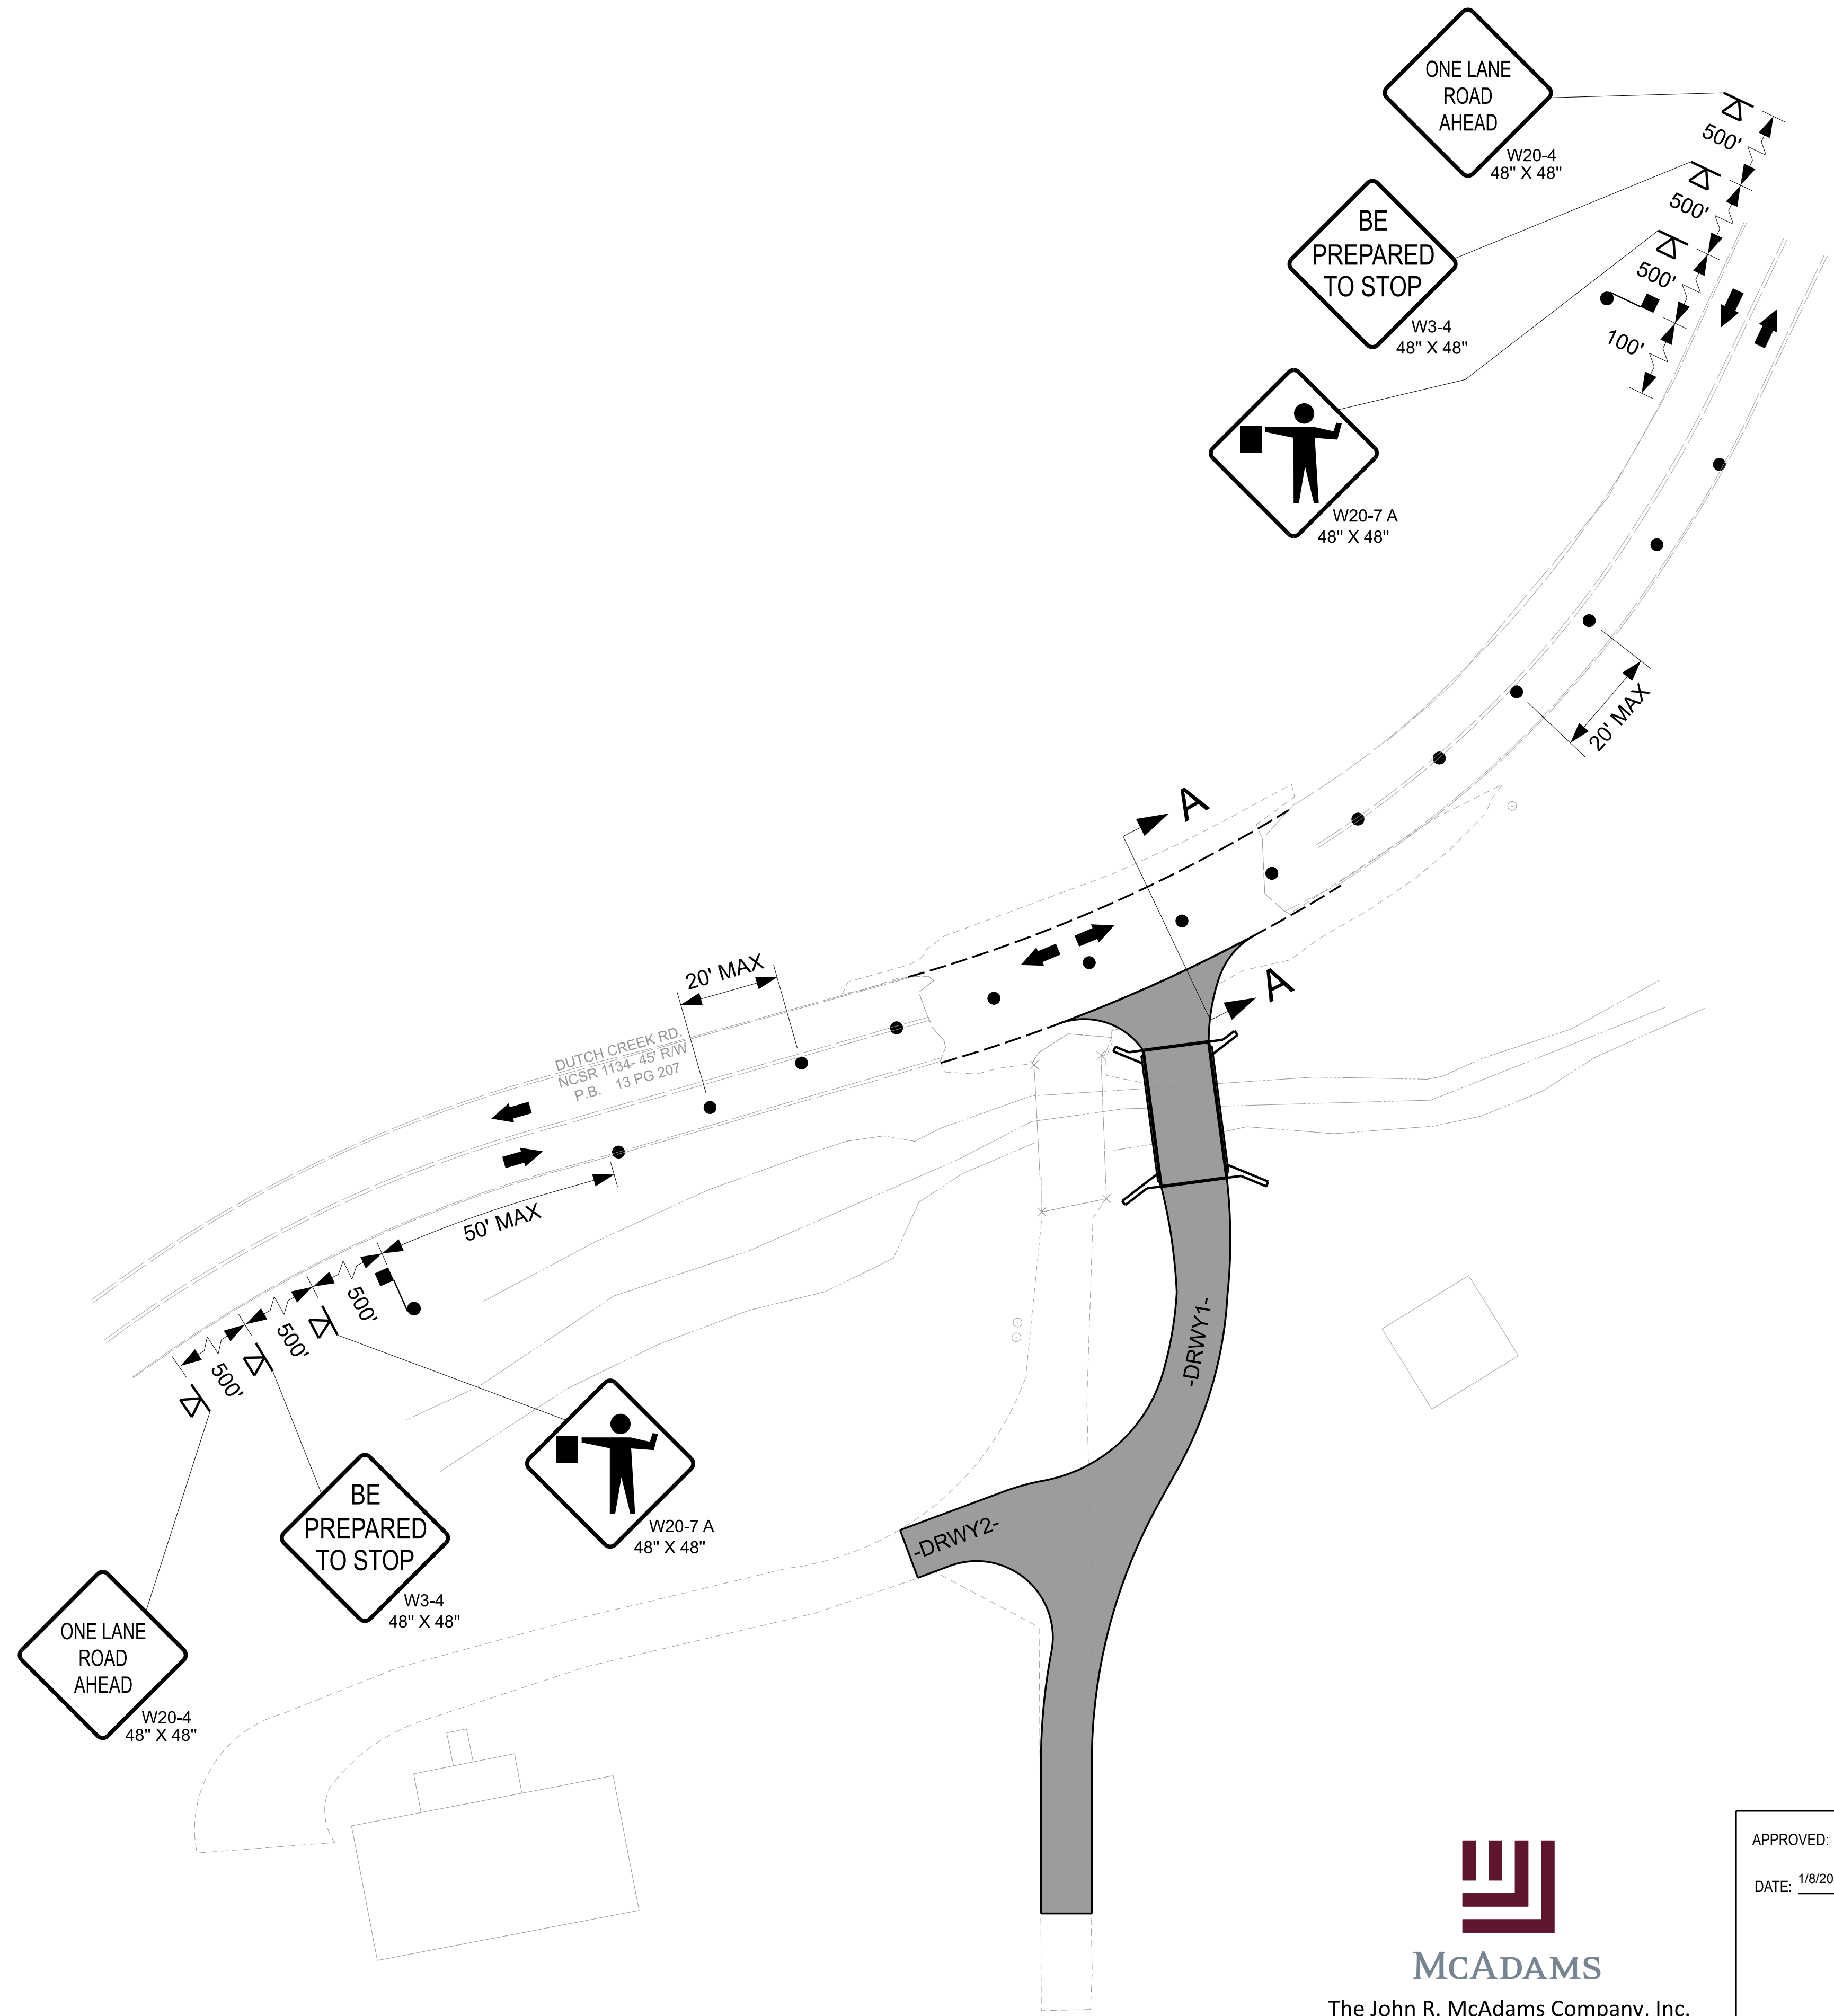 ONE LANE
ROAD
AHEAD
W20-4
48" X 48"
500'
BE
PREPARED
TO STOP
W3-4
48" X 48"
500'
500'
100'
W20-7 A
48" X 48"
20' MAX
A
A
20' MAX
DUTCH CREEK RD.
NCSR 1134- 45' R/W
P.B. 13 PG 207
50' MAX
500'
500'
500'
-DRWY1-
-DRWY2-
W20-7 A
48" X 48"
BE
PREPARED
TO STOP
W3-4
48" X 48"
ONE LANE
ROAD
AHEAD
W20-4
48" X 48"
APPROVED:
DATE: 1/8/20
MCADAMS
The John R. McAdams Company, Inc.